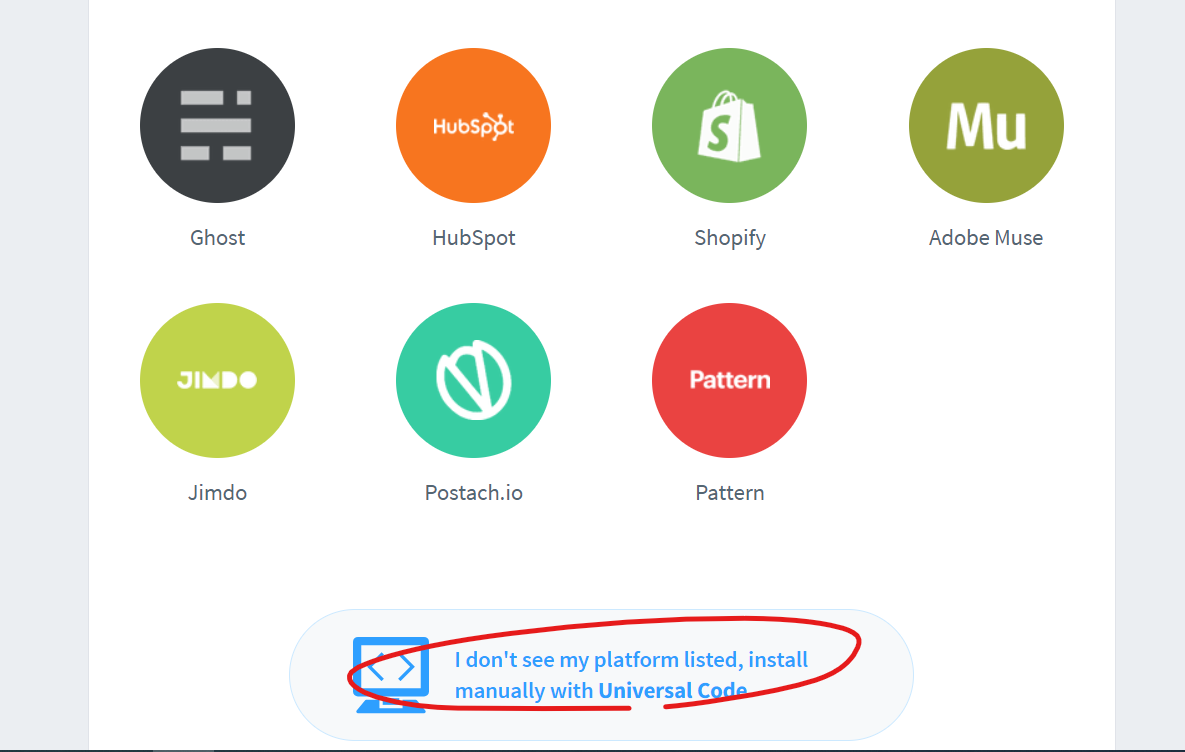 HubSpot
S
Mu
Ghost
HubSpot
Shopify
Adobe Muse
JIMDO
Pattern
Jimdo
Postach.io
Pattern
I don't see my platform listed, install
manually with Universal Code